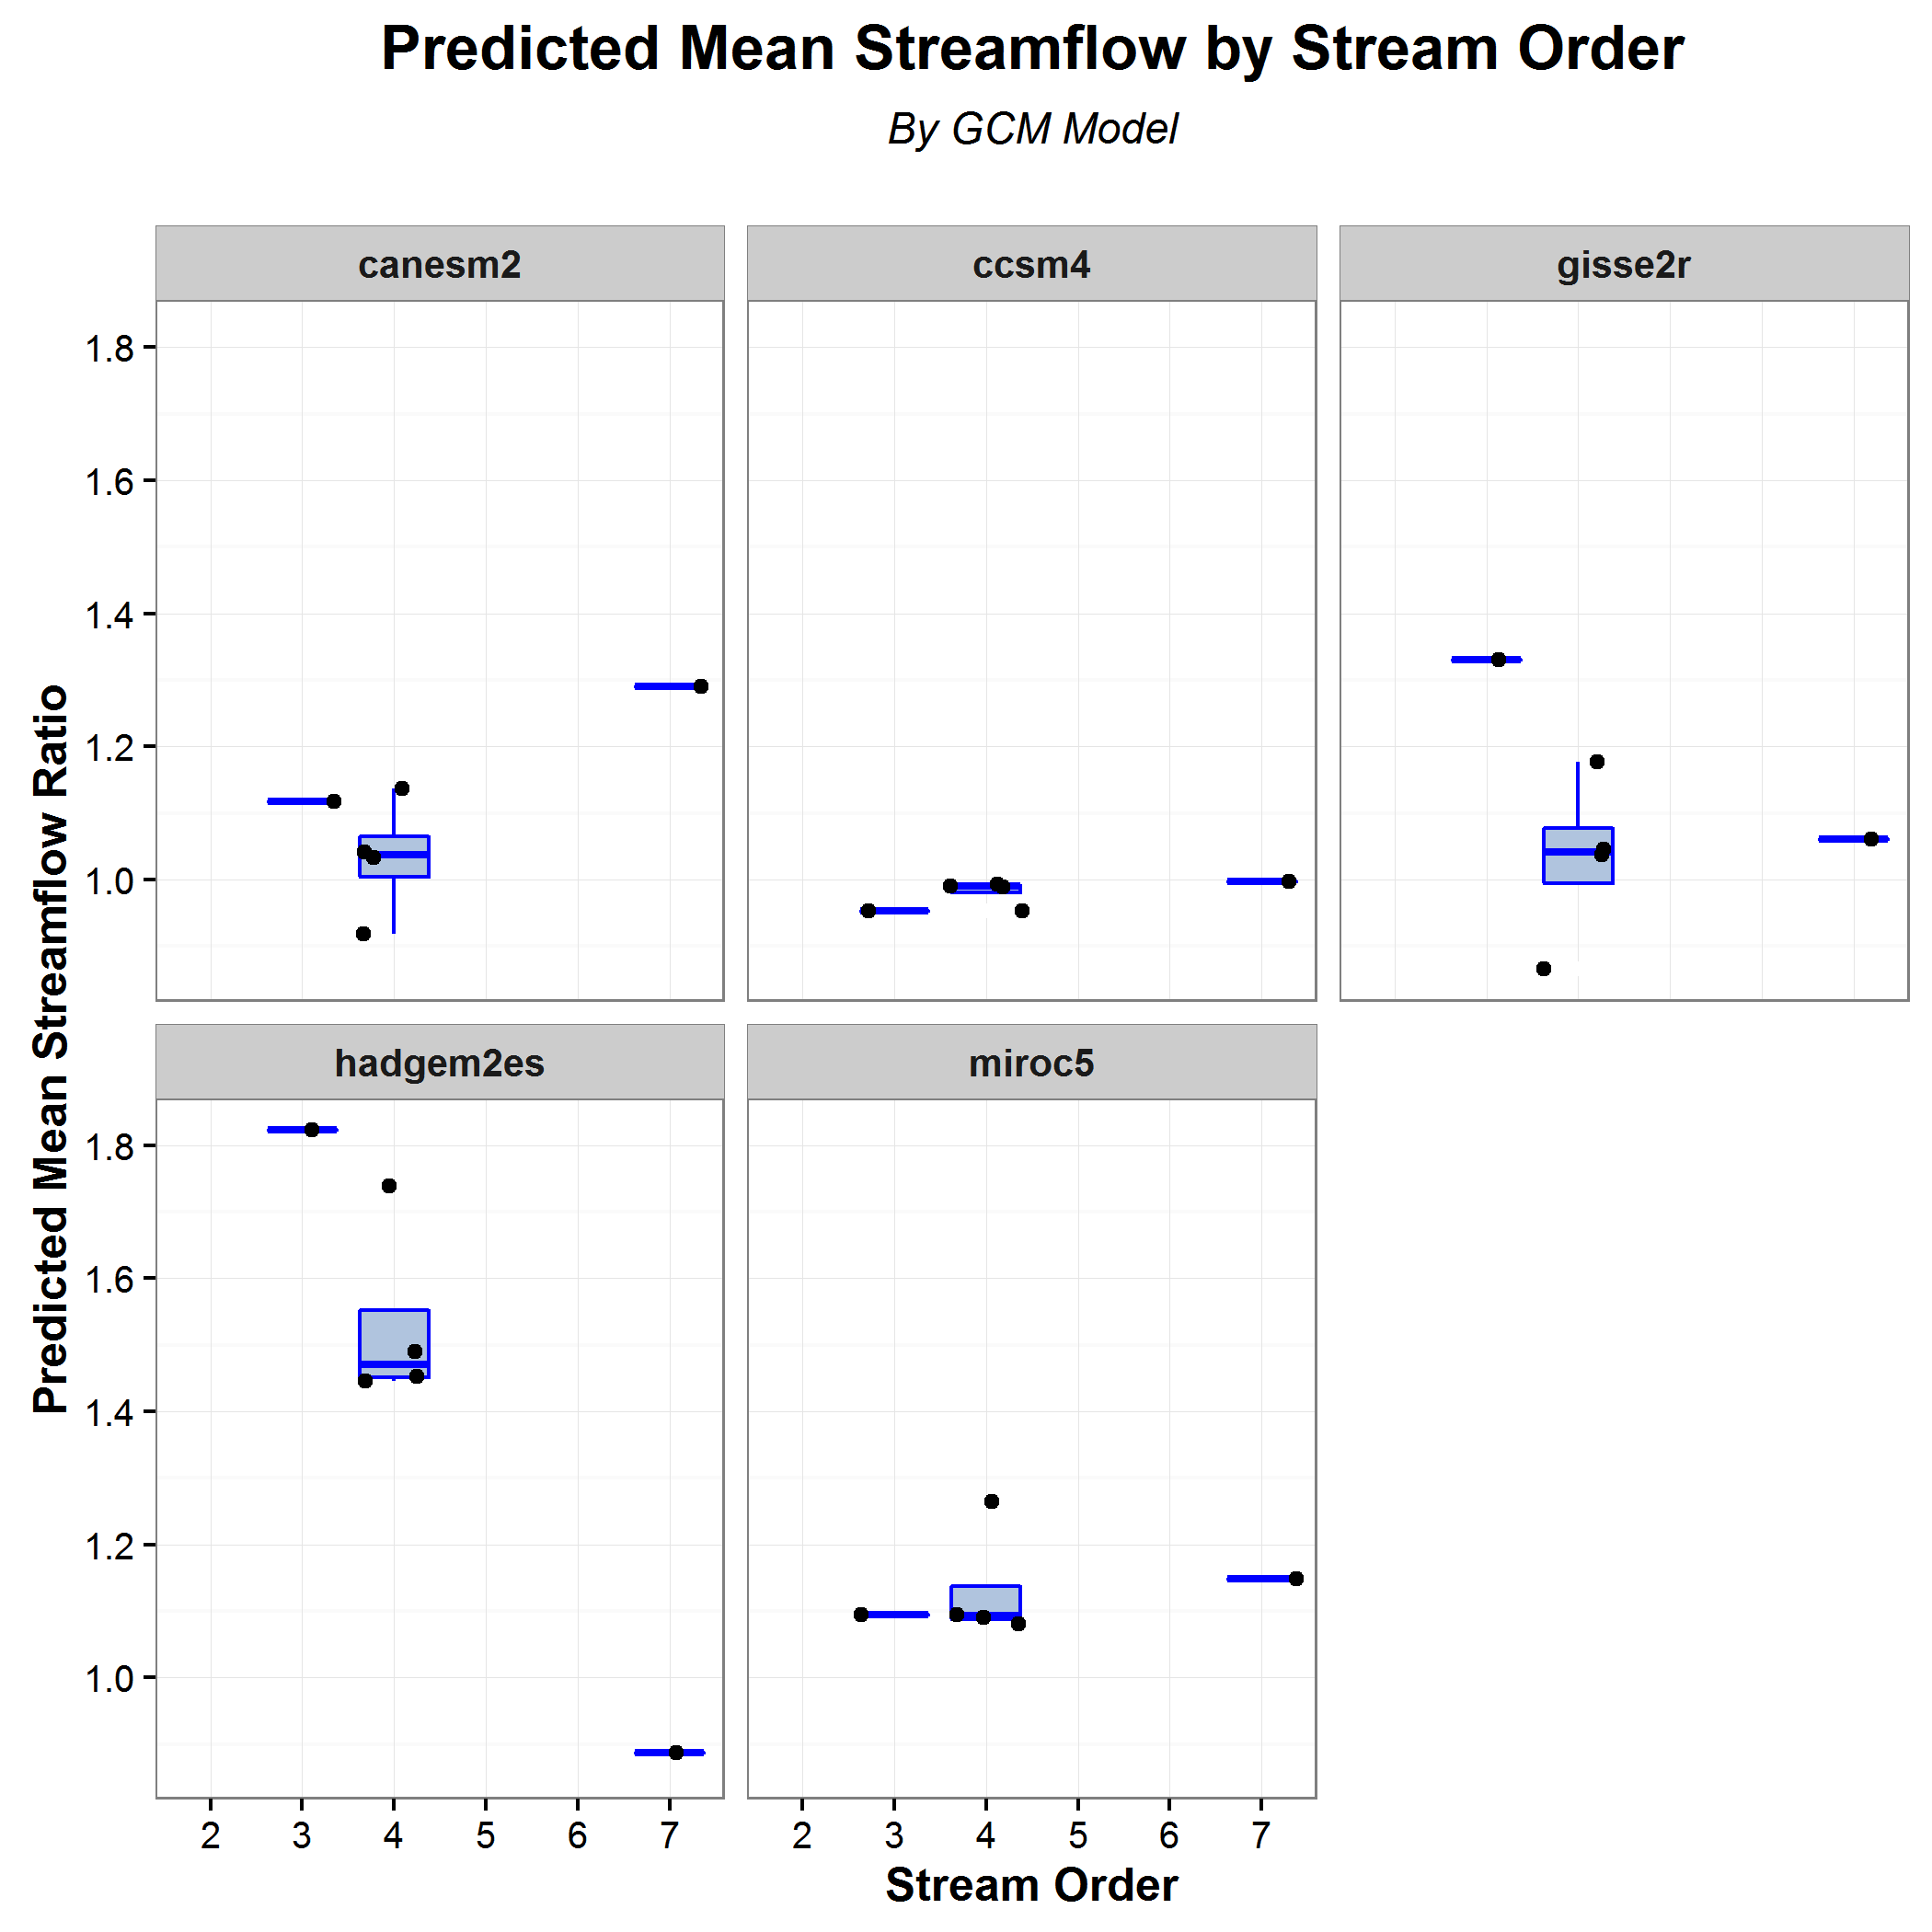 Predicted Mean Streamflow by Stream Order
By GCM Model
canesm2
ccsm4
gisse2r
1.8
1.6
1.4
1.2
1.0
Predicted Mean Streamflow Ratio
hadgem2es
miroc5
1.8
1.6
1.4
1.2
1.0
2 3 4 5 6 7
2 3 4 5 6 7
Stream Order